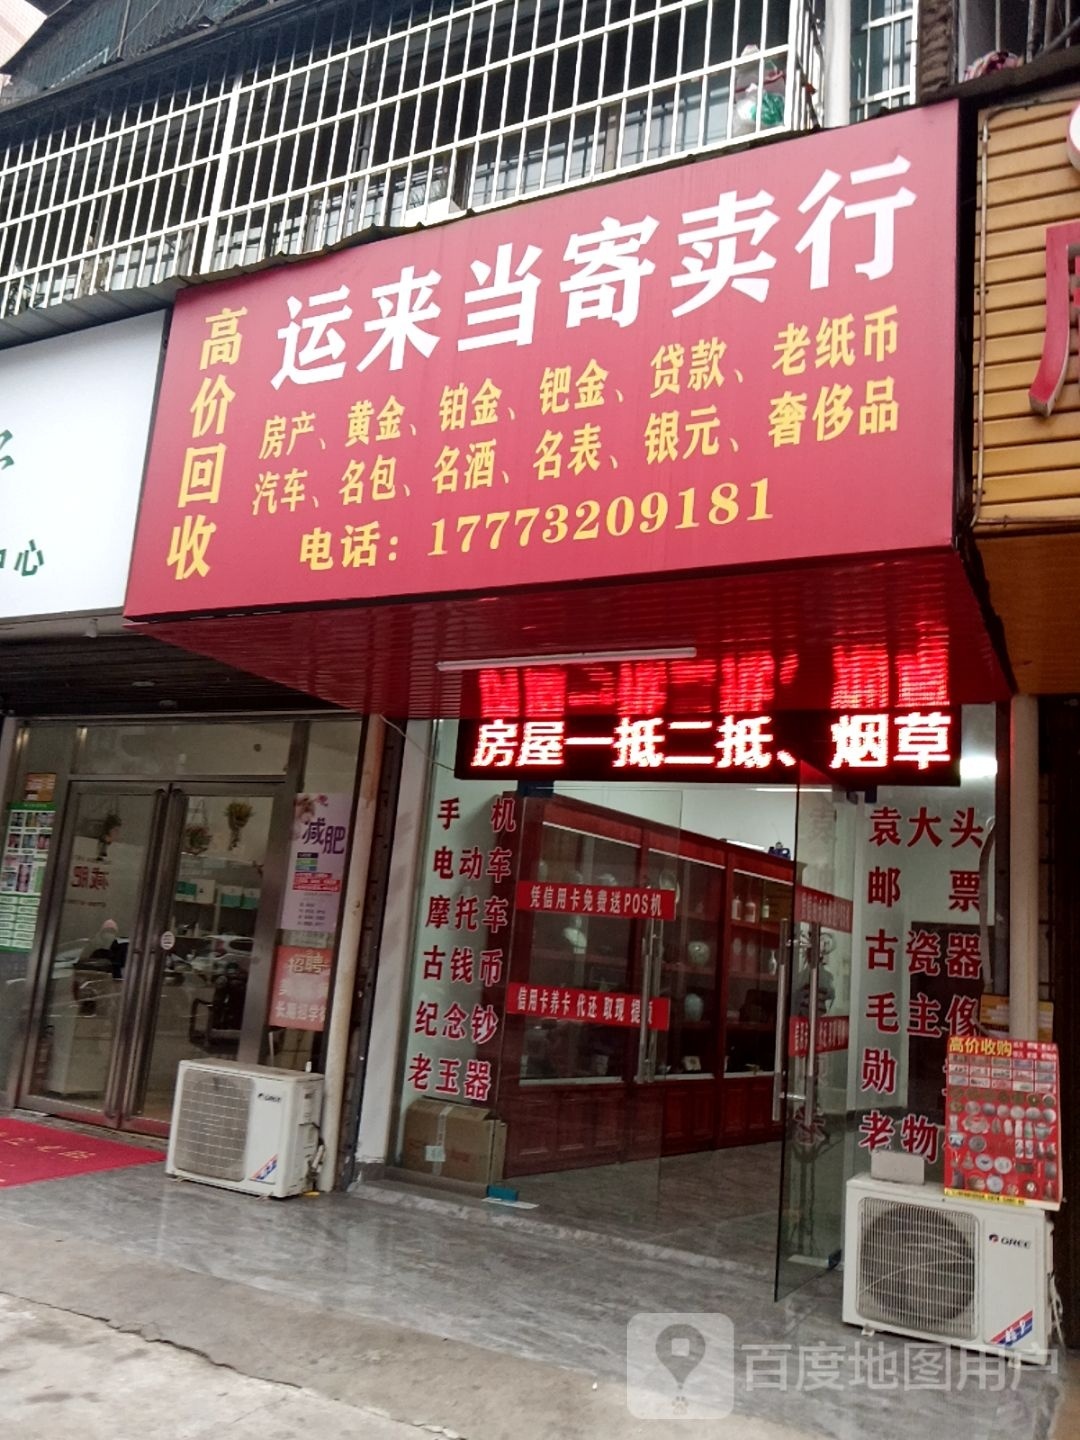 运来当寄卖行
高价回收
房产、黄金、铂金、钯金、贷款、老纸币
汽车、名包、名酒、名表、银元、奢侈品
电话：17773209181
房屋一抵二抵、烟草
手机
电动车
摩托车
古钱币
纪念钞
老玉器
凭信用卡免费送POS机
信用卡养卡 代还 取现 提
袁大头
邮票
古瓷器
毛主像
勋
老物
高价收购
GREE
GREE
减肥
招聘
中心
百度地图用户